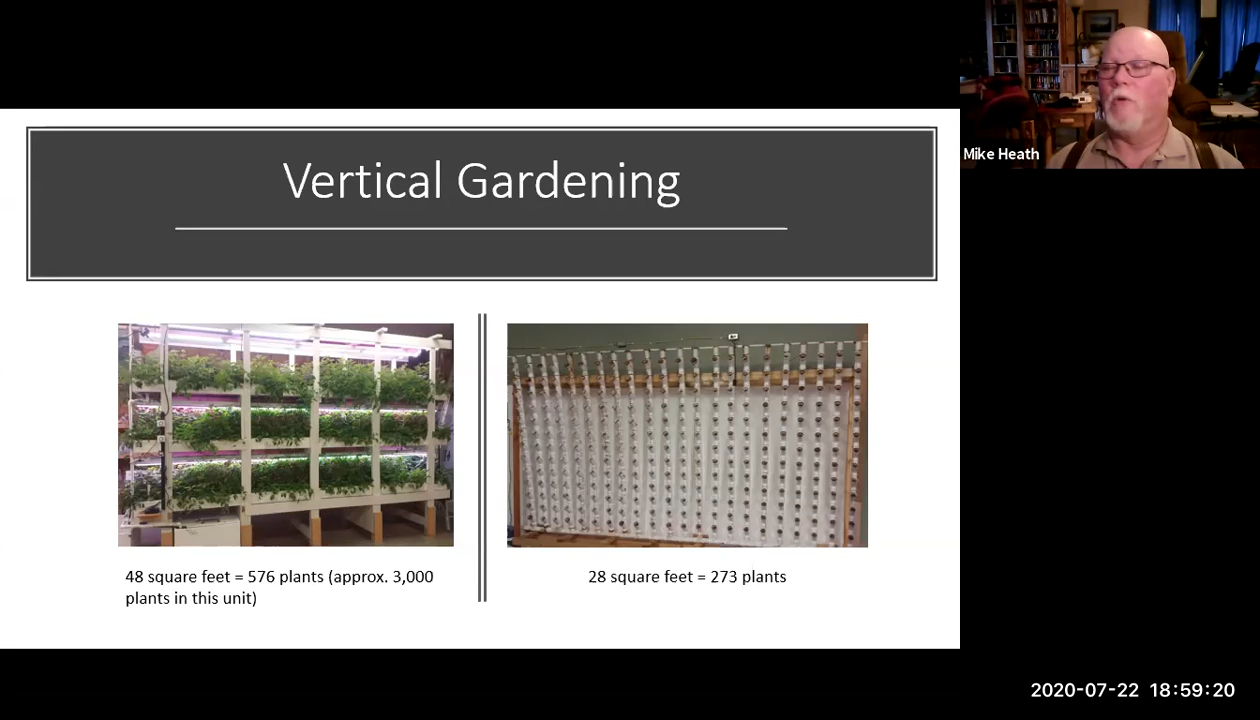 Mike Heath
Vertical Gardening
48 square feet = 576 plants (approx. 3,000
plants in this unit)
28 square feet = 273 plants
2020-07-22 18:59:20